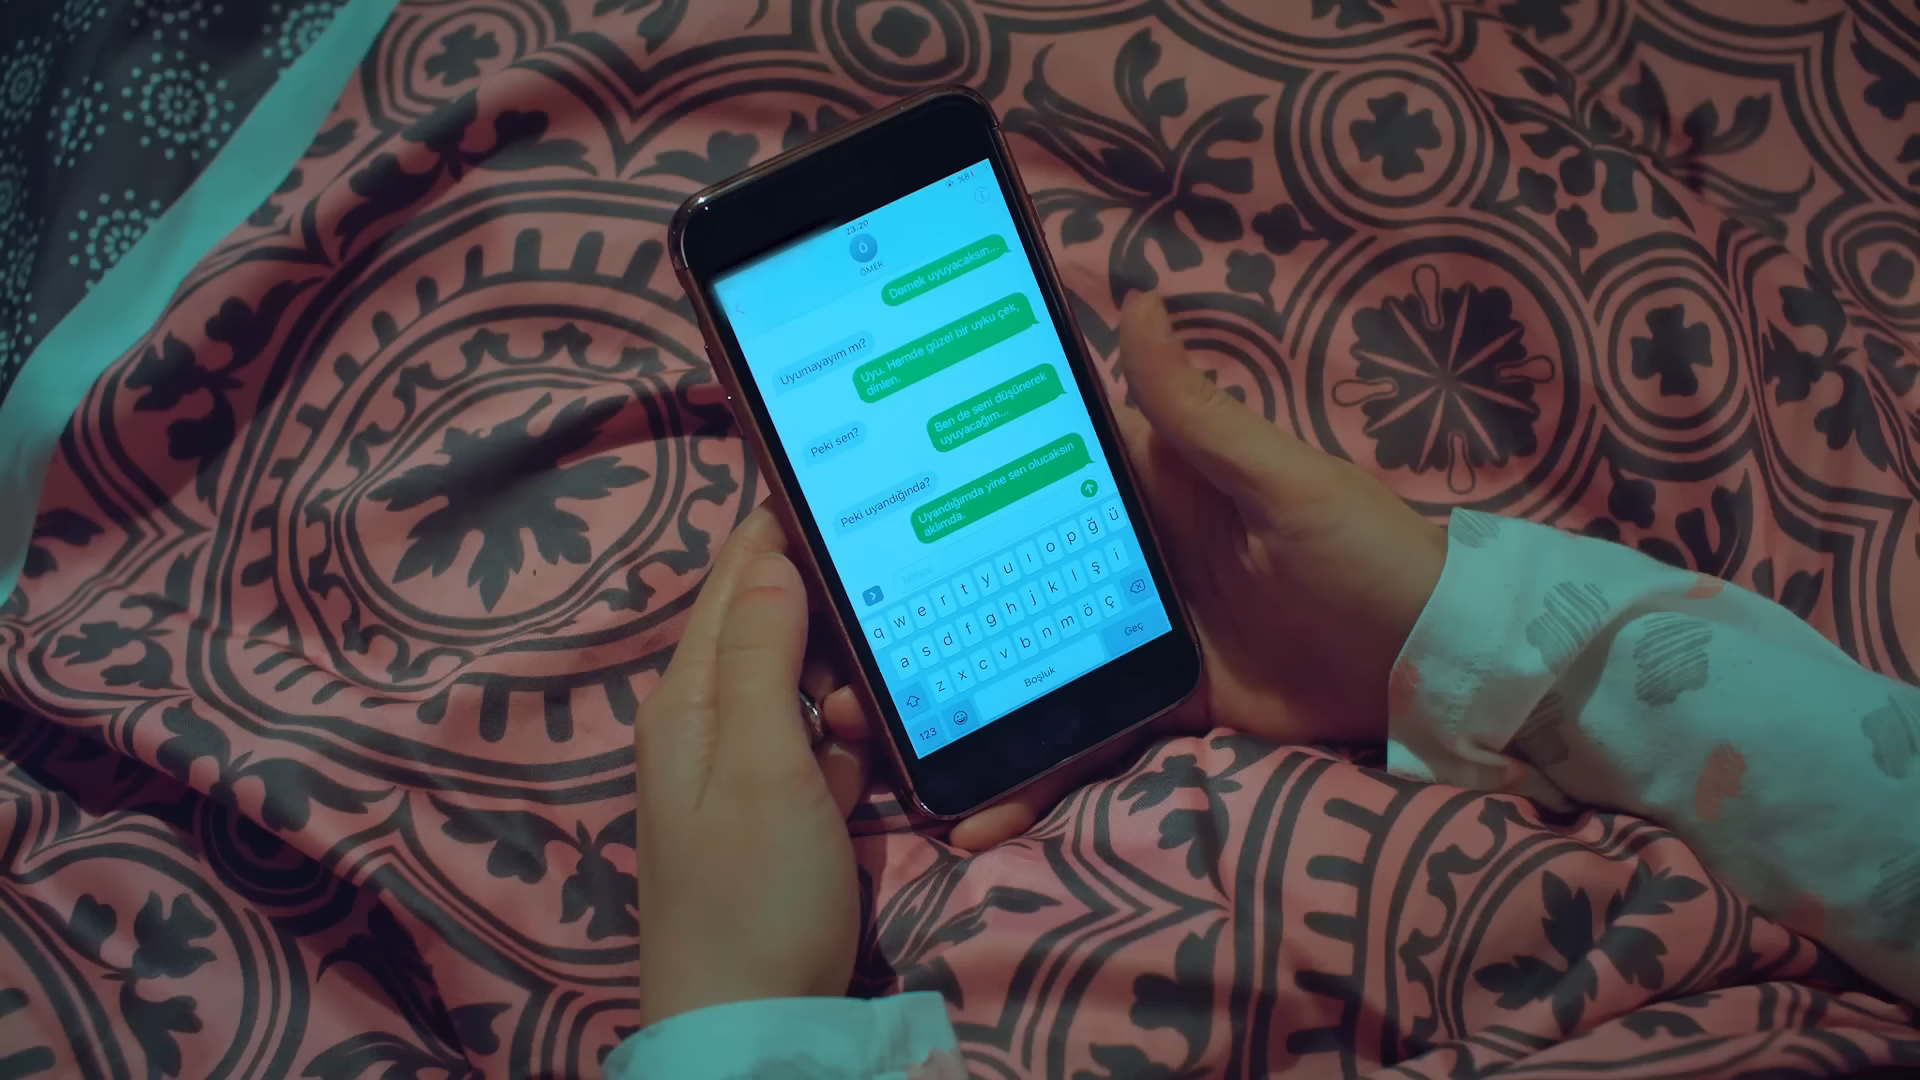 %81
23:20
Ö
ÖMER
Demek uyuyacaksın...
Uyumayayım mı?
Uyu. Hemde güzel bir uyku çek,
dinlen.
Peki sen?
Ben de seni düşünerek
uyuyacağım...
Peki uyandığında?
Uyandığımda yine sen olucaksın
aklımda.
q w e r t y u ı o p ğ ü
a s d f g h j k l ş i
z x c v b n m ö ç
123
Boşluk
Geç